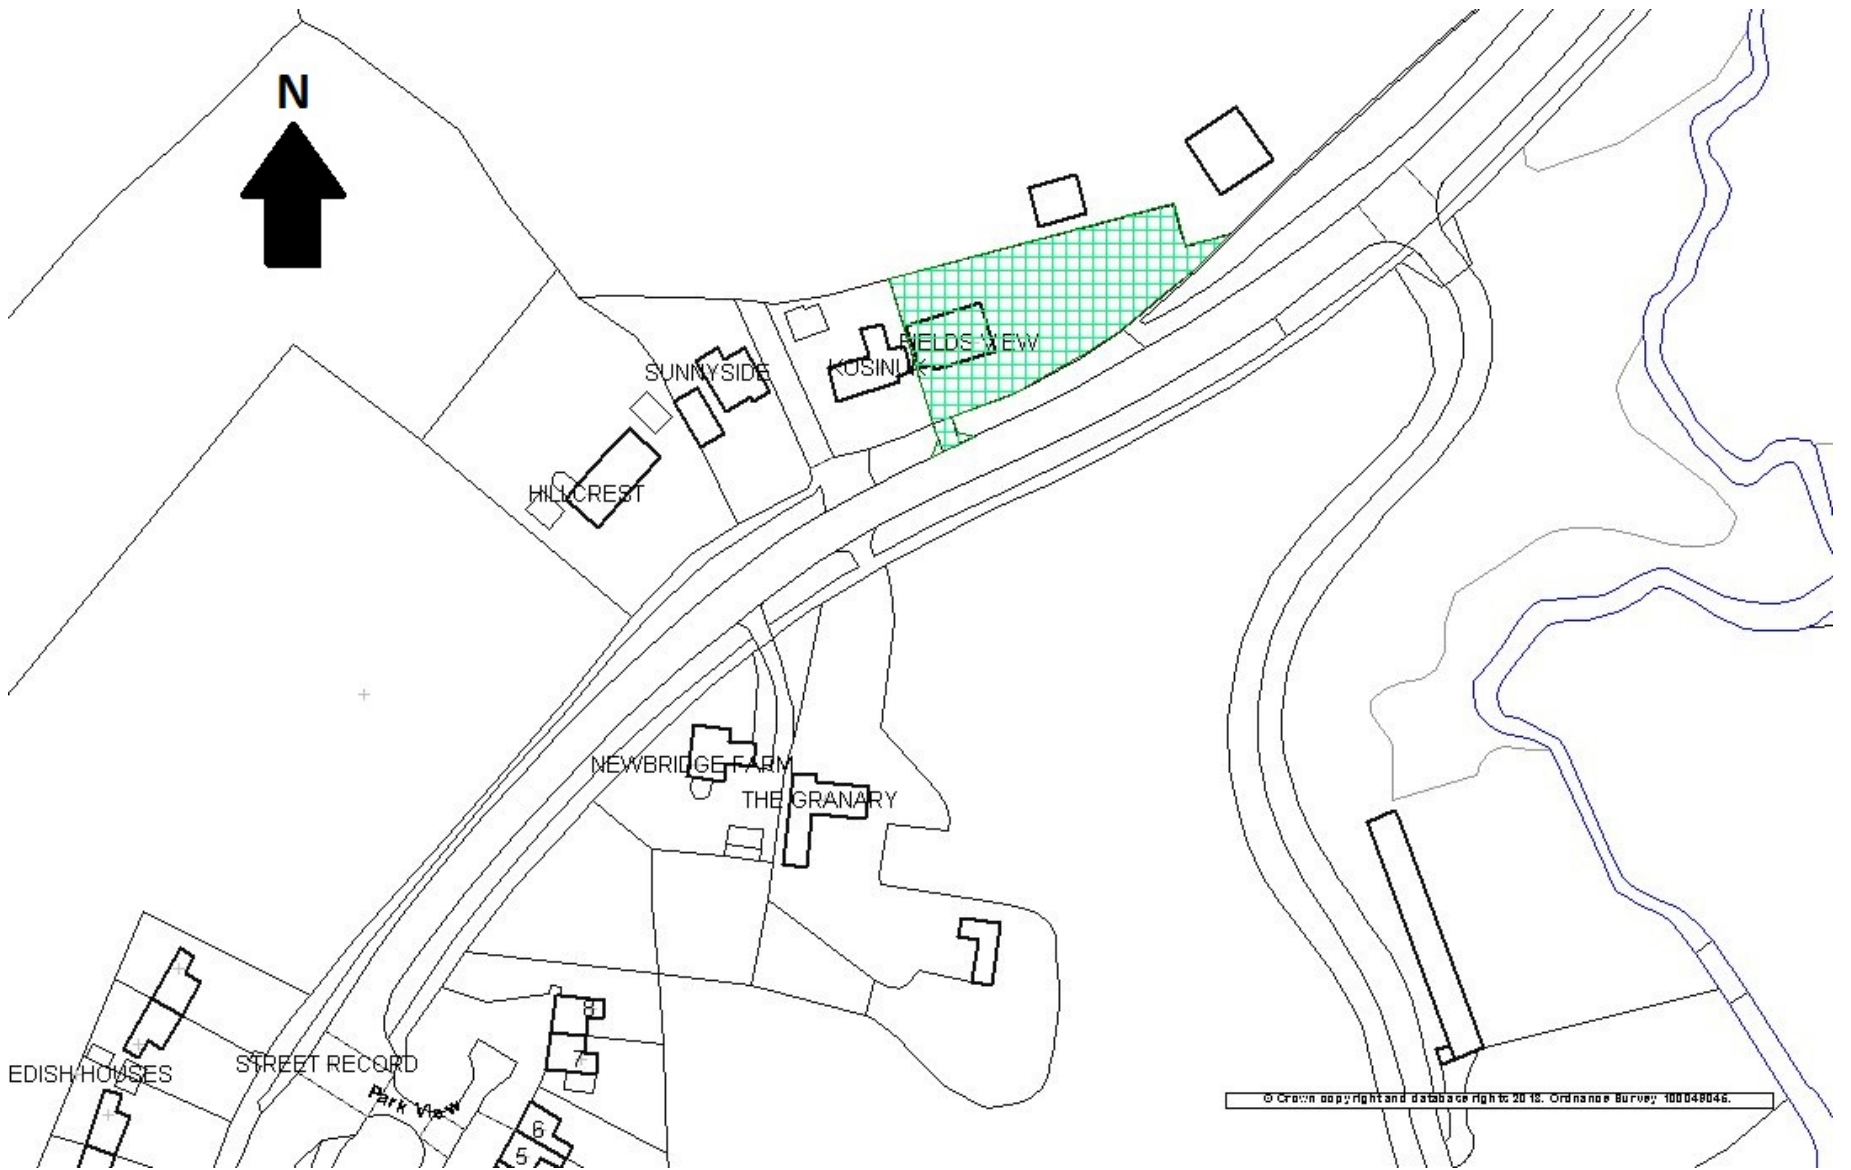 N
FIELDS VIEW
SUNNYSIDE
HILLCREST
NEWBRIDGE FARM
THE GRANARY
8
7
STREET RECORD
EDISH HOUSES
Park View
© Crown copyright and database rights 2018. Ordnance Survey 100049046.
6
5